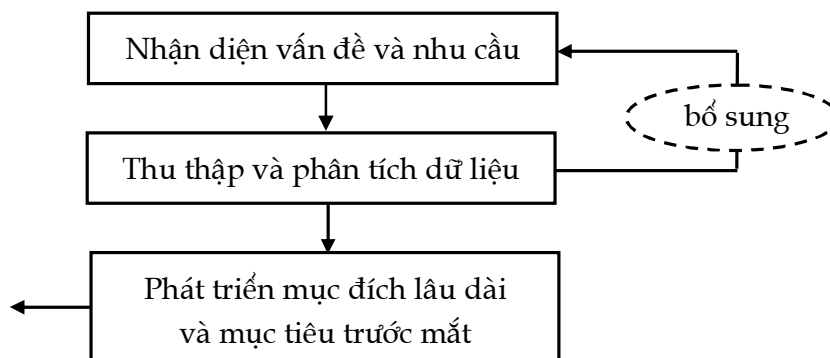 Nhận diện vấn đề và nhu cầu
bổ sung
Thu thập và phân tích dữ liệu
Phát triển mục đích lâu dài
và mục tiêu trước mắt